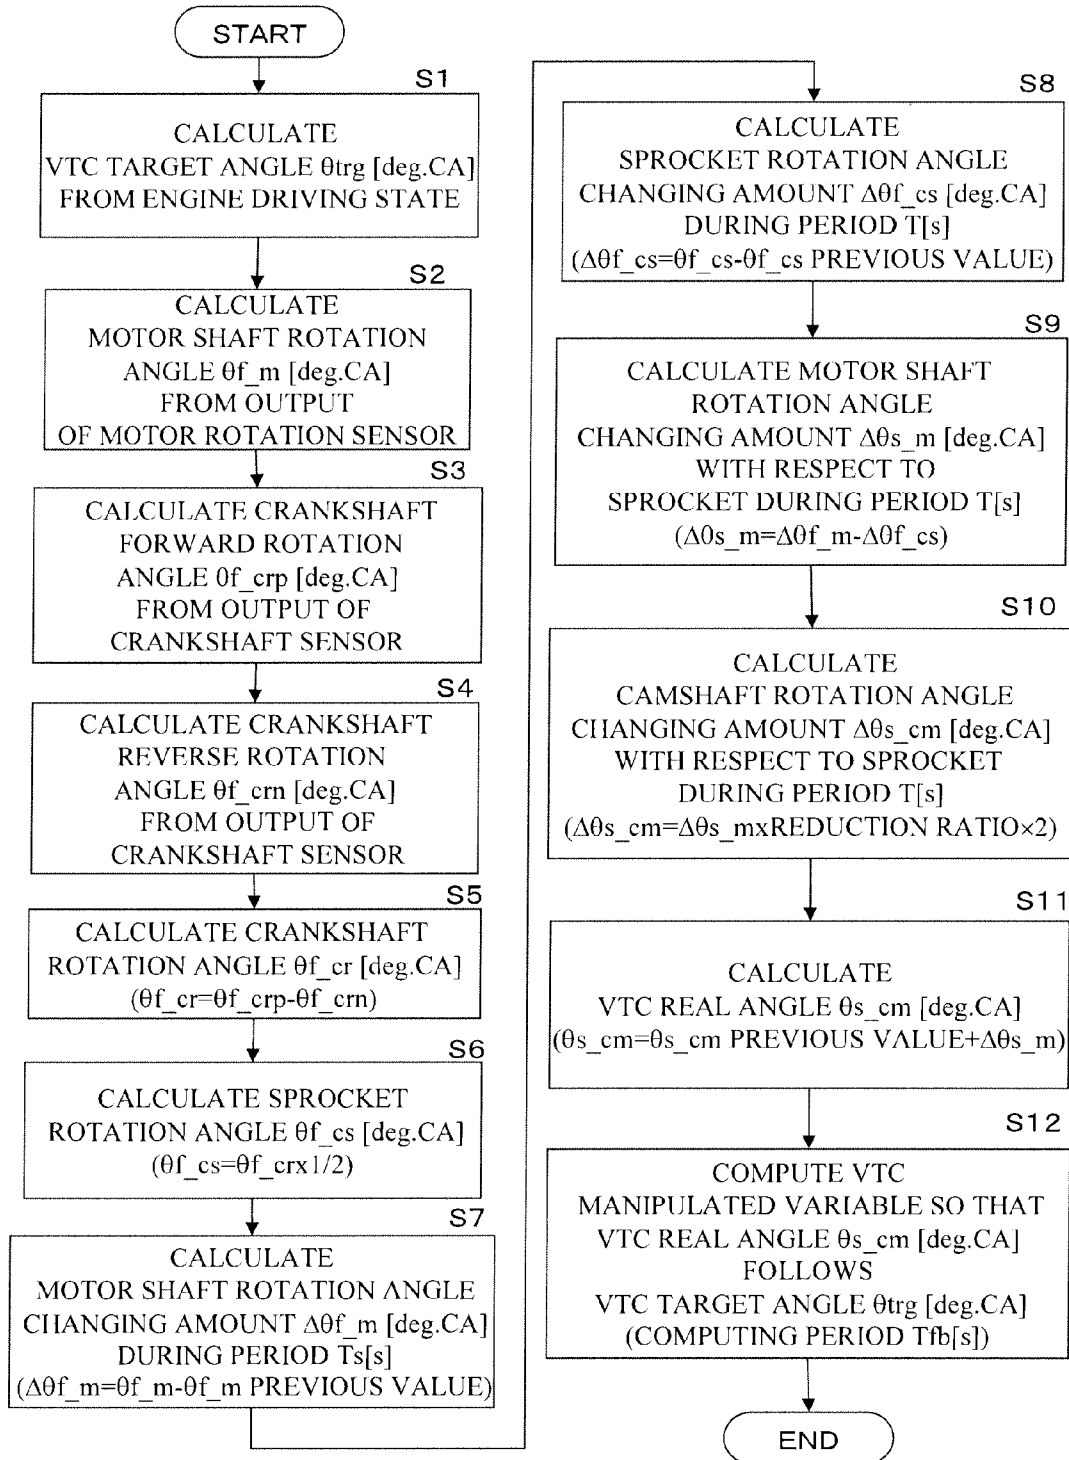 START
S1
CALCULATE
VTC TARGET ANGLE θtrg [deg.CA]
FROM ENGINE DRIVING STATE
S2
CALCULATE
MOTOR SHAFT ROTATION
ANGLE θf_m [deg.CA]
FROM OUTPUT
OF MOTOR ROTATION SENSOR
S3
CALCULATE CRANKSHAFT
FORWARD ROTATION
ANGLE θf_crp [deg.CA]
FROM OUTPUT OF
CRANKSHAFT SENSOR
S4
CALCULATE CRANKSHAFT
REVERSE ROTATION
ANGLE θf_crn [deg.CA]
FROM OUTPUT OF
CRANKSHAFT SENSOR
S5
CALCULATE CRANKSHAFT
ROTATION ANGLE θf_cr [deg.CA]
(θf_cr=θf_crp-θf_crn)
S6
CALCULATE SPROCKET
ROTATION ANGLE θf_cs [deg.CA]
(θf_cs=θf_crx1/2)
S7
CALCULATE
MOTOR SHAFT ROTATION ANGLE
CHANGING AMOUNT Δθf_m [deg.CA]
DURING PERIOD Ts[s]
(Δθf_m=θf_m-θf_m PREVIOUS VALUE)
S8
CALCULATE
SPROCKET ROTATION ANGLE
CHANGING AMOUNT Δθf_cs [deg.CA]
DURING PERIOD T[s]
(Δθf_cs=θf_cs-θf_cs PREVIOUS VALUE)
S9
CALCULATE MOTOR SHAFT
ROTATION ANGLE
CHANGING AMOUNT Δθs_m [deg.CA]
WITH RESPECT TO
SPROCKET DURING PERIOD T[s]
(Δθs_m=Δθf_m-Δθf_cs)
S10
CALCULATE
CAMSHAFT ROTATION ANGLE
CHANGING AMOUNT Δθs_cm [deg.CA]
WITH RESPECT TO SPROCKET
DURING PERIOD T[s]
(Δθs_cm=Δθs_mxREDUCTION RATIO×2)
S11
CALCULATE
VTC REAL ANGLE θs_cm [deg.CA]
(θs_cm=θs_cm PREVIOUS VALUE+Δθs_m)
S12
COMPUTE VTC
MANIPULATED VARIABLE SO THAT
VTC REAL ANGLE θs_cm [deg.CA]
FOLLOWS
VTC TARGET ANGLE θtrg [deg.CA]
(COMPUTING PERIOD Tfb[s])
END